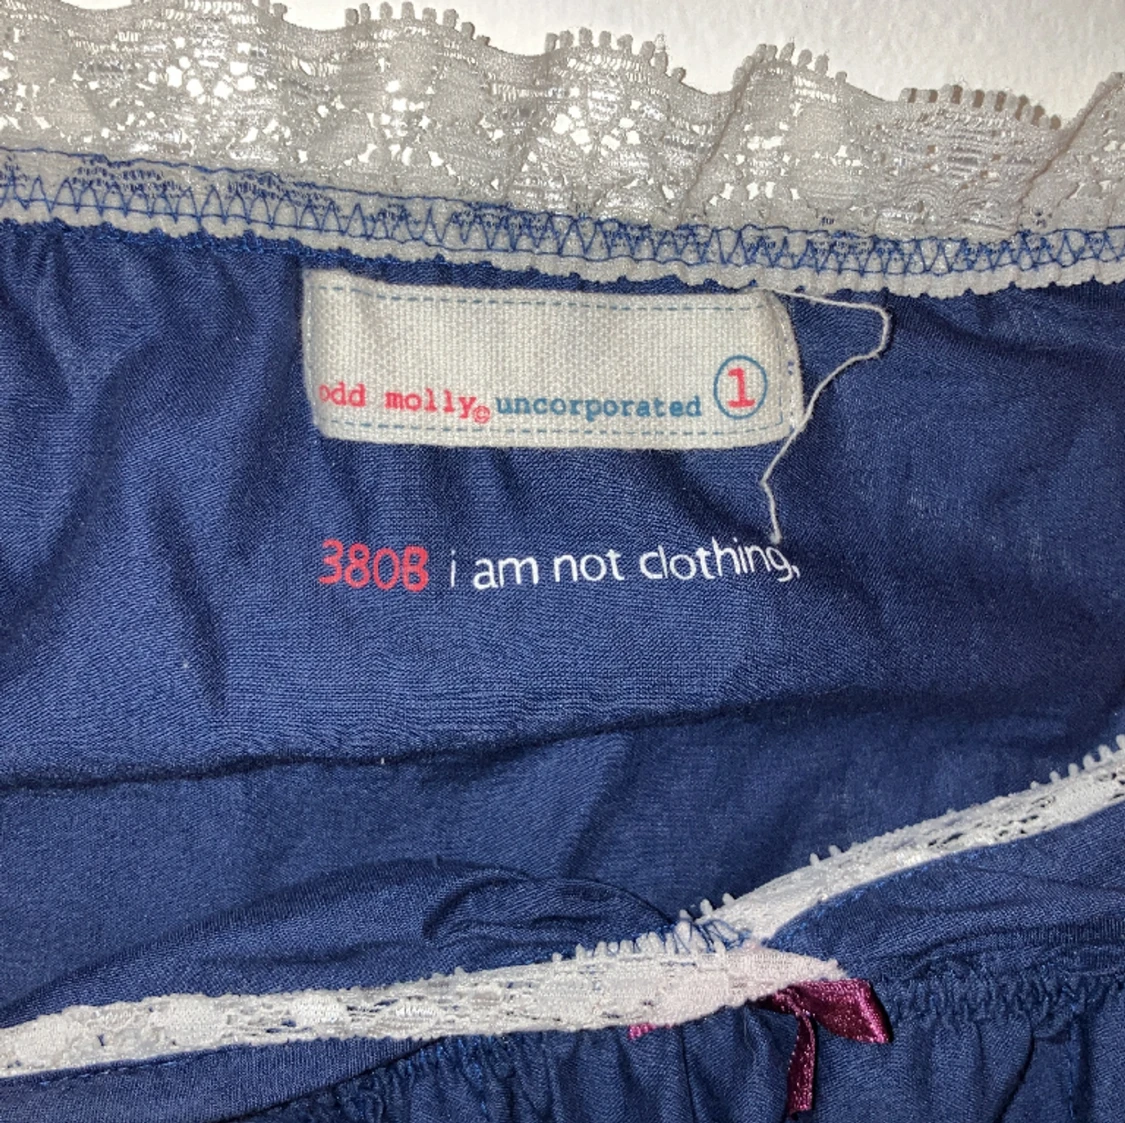 odd molly© uncorporated 1
380B i am not clothing,